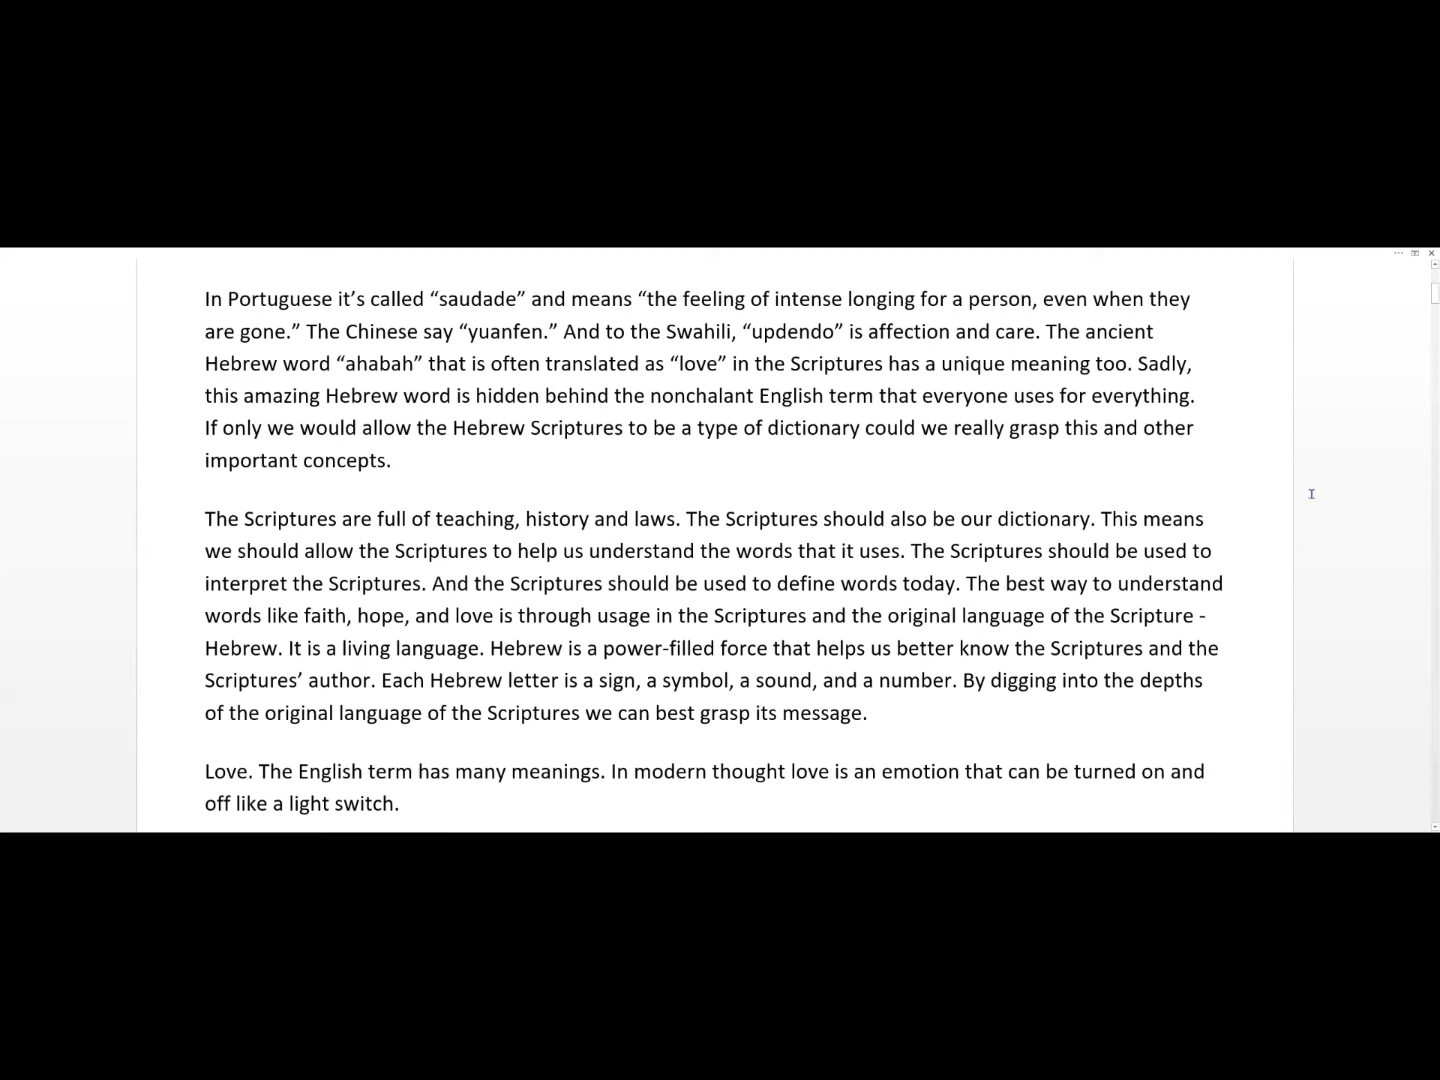 In Portuguese it’s called “saudade” and means “the feeling of intense longing for a person, even when they
are gone.” The Chinese say “yuanfen.” And to the Swahili, “updendo” is affection and care. The ancient
Hebrew word “ahabah” that is often translated as “love” in the Scriptures has a unique meaning too. Sadly,
this amazing Hebrew word is hidden behind the nonchalant English term that everyone uses for everything.
If only we would allow the Hebrew Scriptures to be a type of dictionary could we really grasp this and other
important concepts.
The Scriptures are full of teaching, history and laws. The Scriptures should also be our dictionary. This means
we should allow the Scriptures to help us understand the words that it uses. The Scriptures should be used to
interpret the Scriptures. And the Scriptures should be used to define words today. The best way to understand
words like faith, hope, and love is through usage in the Scriptures and the original language of the Scripture -
Hebrew. It is a living language. Hebrew is a power-filled force that helps us better know the Scriptures and the
Scriptures’ author. Each Hebrew letter is a sign, a symbol, a sound, and a number. By digging into the depths
of the original language of the Scriptures we can best grasp its message.
Love. The English term has many meanings. In modern thought love is an emotion that can be turned on and
off like a light switch.